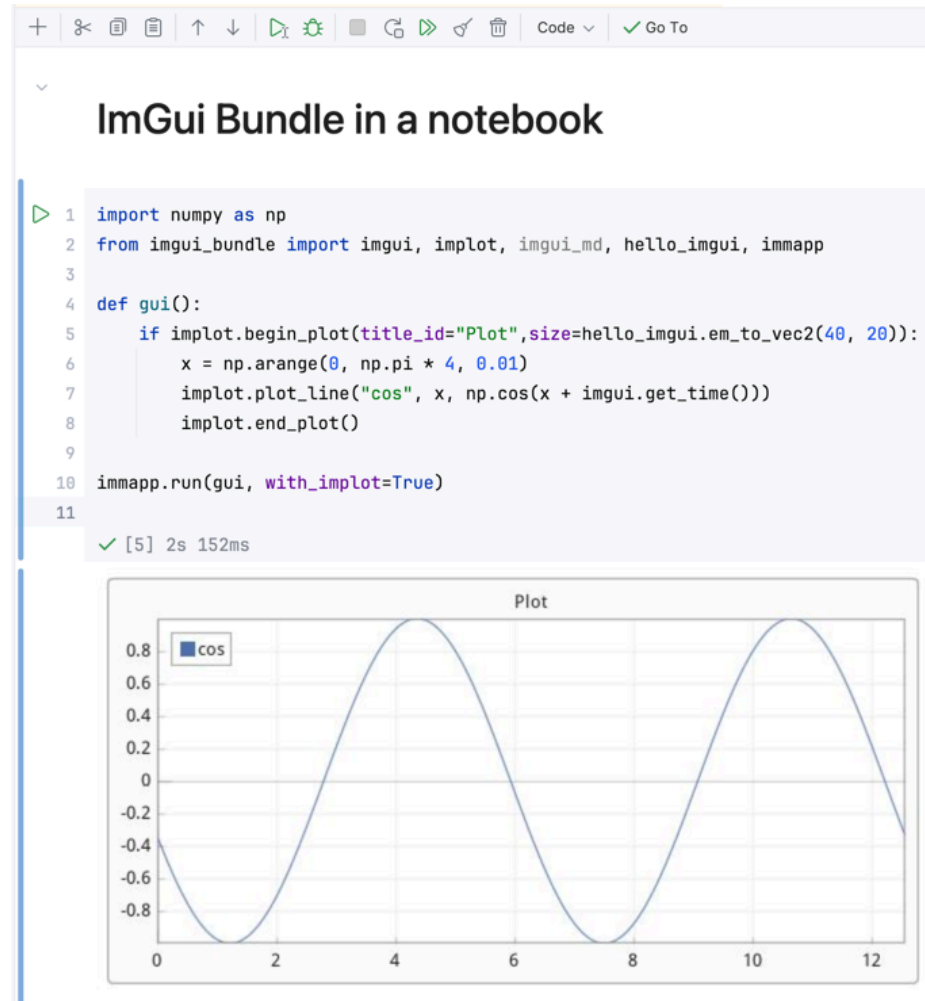 Code
Go To
ImGui Bundle in a notebook
1 import numpy as np
2 from imgui_bundle import imgui, implot, imgui_md, hello_imgui, immapp
3
4 def gui():
5     if implot.begin_plot(title_id="Plot",size=hello_imgui.em_to_vec2(40, 20)):
6         x = np.arange(0, np.pi * 4, 0.01)
7         implot.plot_line("cos", x, np.cos(x + imgui.get_time()))
8         implot.end_plot()
9
10 immapp.run(gui, with_implot=True)
11
[5] 2s 152ms
Plot
cos
0.8
0.6
0.4
0.2
0
-0.2
-0.4
-0.6
-0.8
0 2 4 6 8 10 12